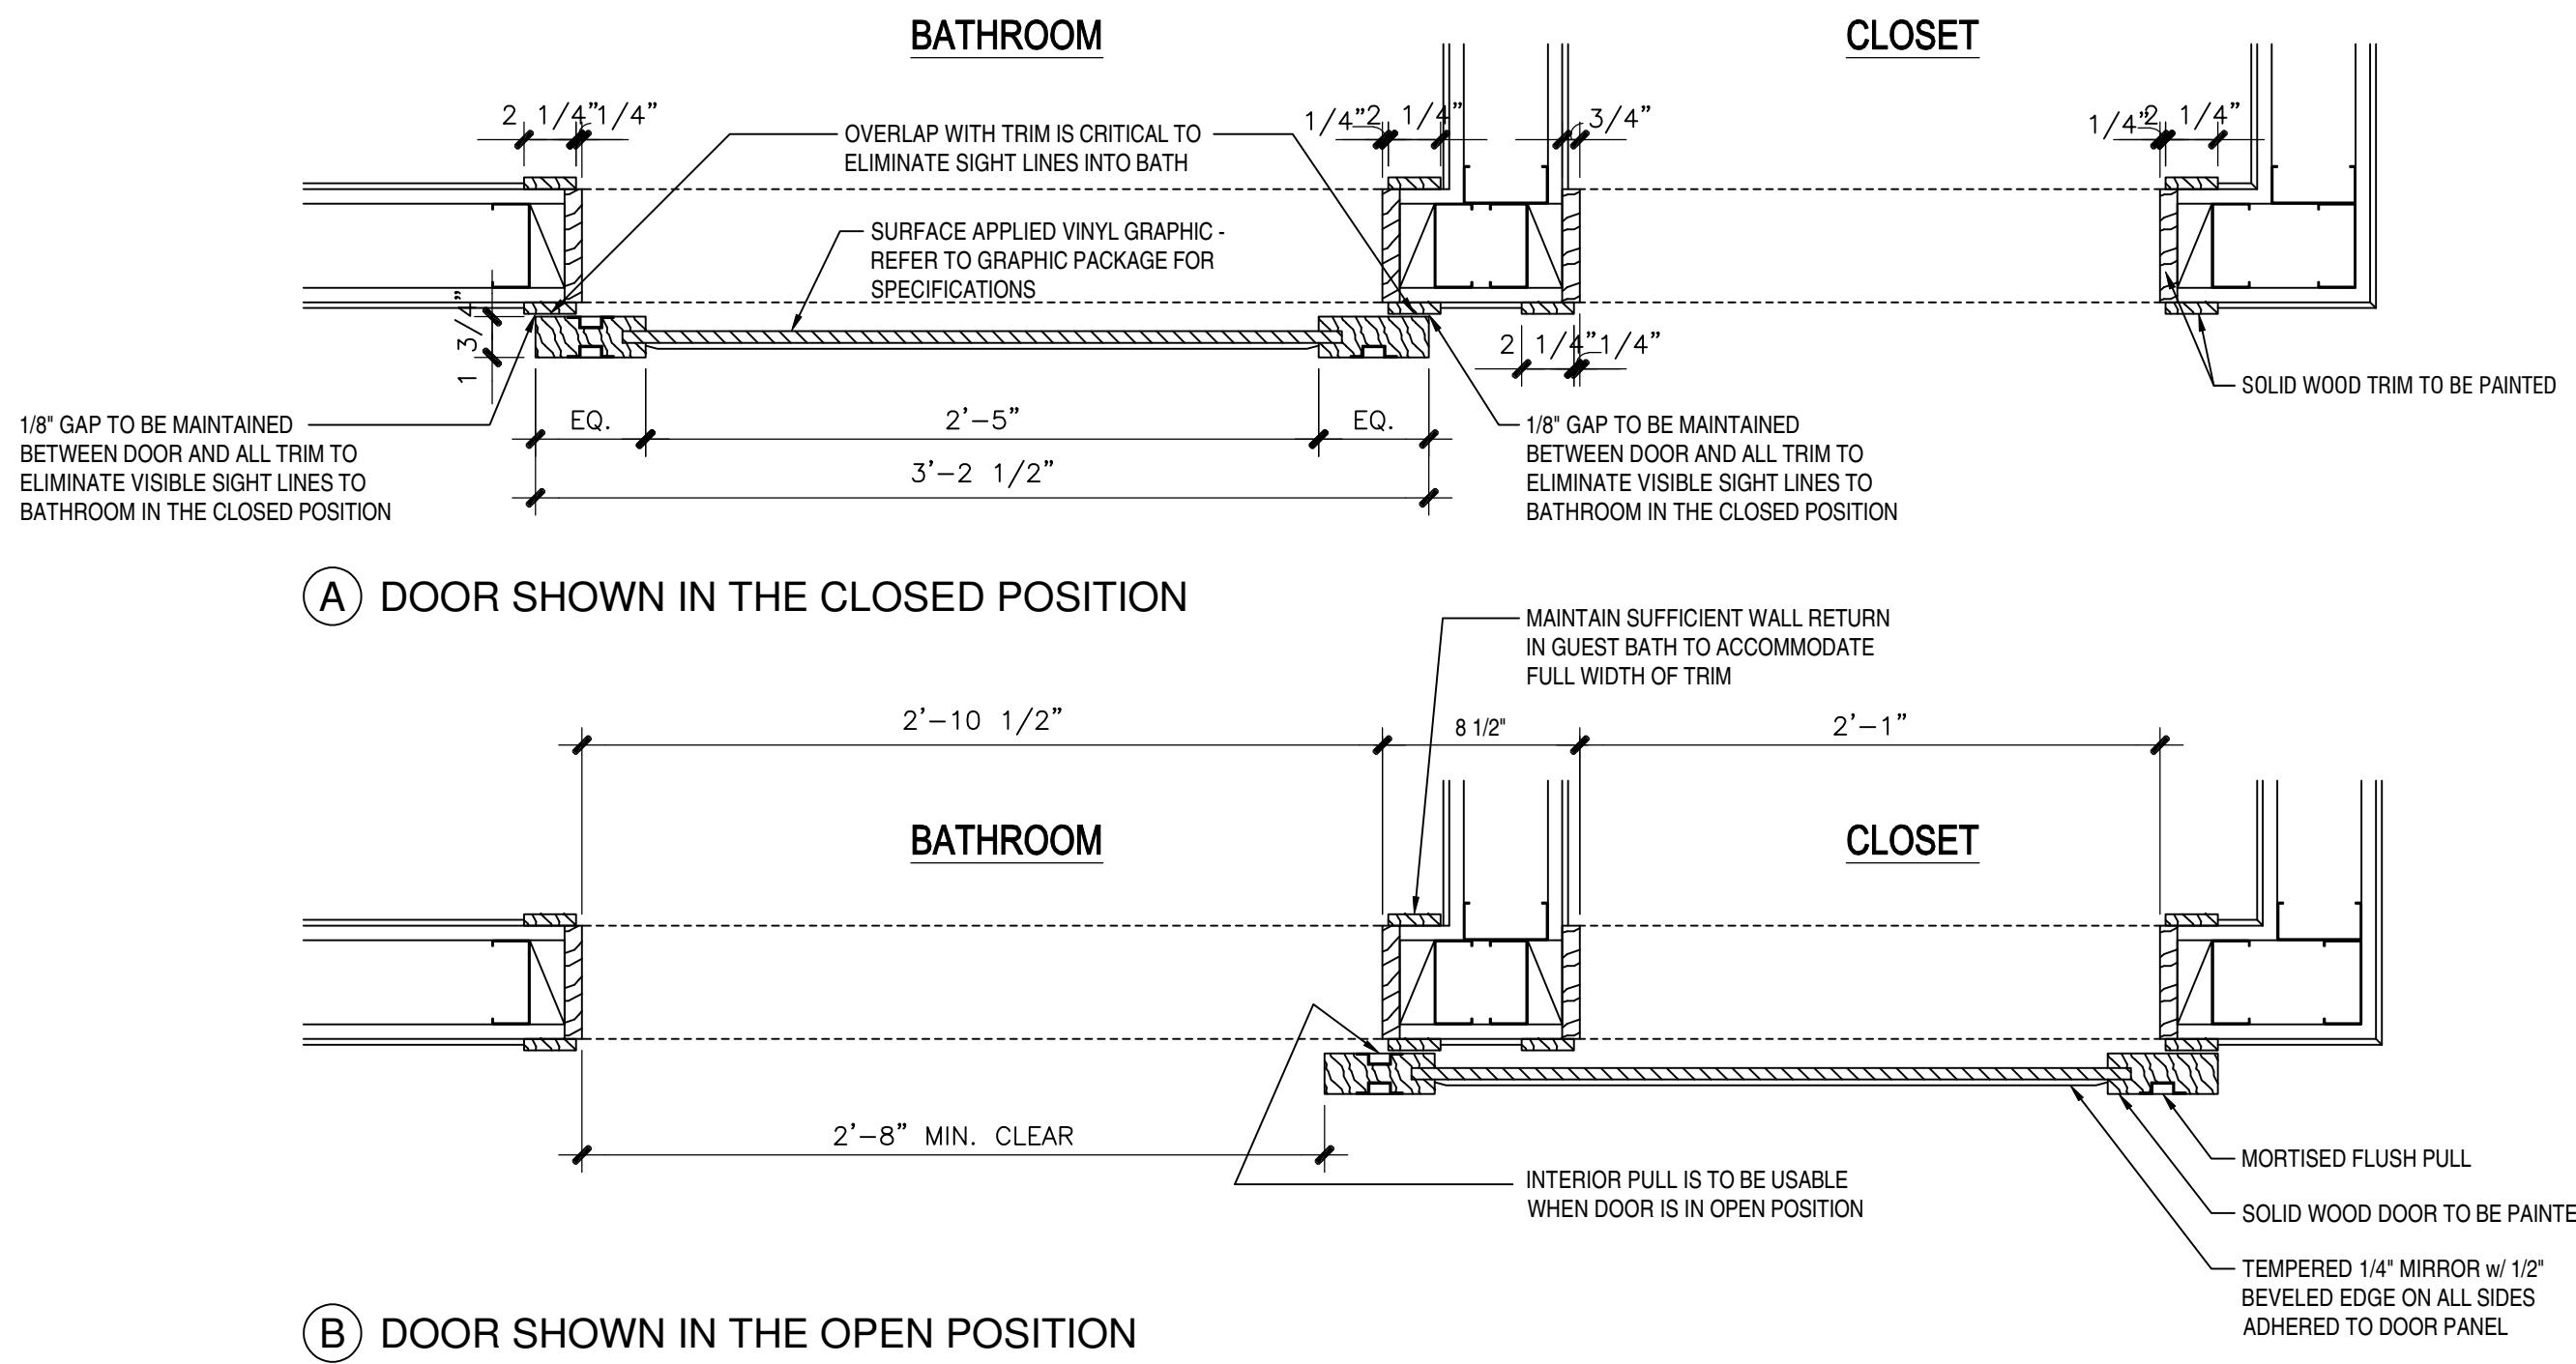 BATHROOM
CLOSET
2 1/4" 1/4"
1/4" 2 1/4"
3/4"
1/4" 2 1/4"
OVERLAP WITH TRIM IS CRITICAL TO
ELIMINATE SIGHT LINES INTO BATH
SURFACE APPLIED VINYL GRAPHIC -
REFER TO GRAPHIC PACKAGE FOR
SPECIFICATIONS
1 3/4"
2 1/4" 1/4"
SOLID WOOD TRIM TO BE PAINTED
1/8" GAP TO BE MAINTAINED
BETWEEN DOOR AND ALL TRIM TO
ELIMINATE VISIBLE SIGHT LINES TO
BATHROOM IN THE CLOSED POSITION
EQ.
2'-5"
EQ.
3'-2 1/2"
1/8" GAP TO BE MAINTAINED
BETWEEN DOOR AND ALL TRIM TO
ELIMINATE VISIBLE SIGHT LINES TO
BATHROOM IN THE CLOSED POSITION
A DOOR SHOWN IN THE CLOSED POSITION
MAINTAIN SUFFICIENT WALL RETURN
IN GUEST BATH TO ACCOMMODATE
FULL WIDTH OF TRIM
2'-10 1/2"
8 1/2"
2'-1"
BATHROOM
CLOSET
2'-8" MIN. CLEAR
INTERIOR PULL IS TO BE USABLE
WHEN DOOR IS IN OPEN POSITION
MORTISED FLUSH PULL
SOLID WOOD DOOR TO BE PAINTE
TEMPERED 1/4" MIRROR w/ 1/2"
BEVELED EDGE ON ALL SIDES
ADHERED TO DOOR PANEL
B DOOR SHOWN IN THE OPEN POSITION